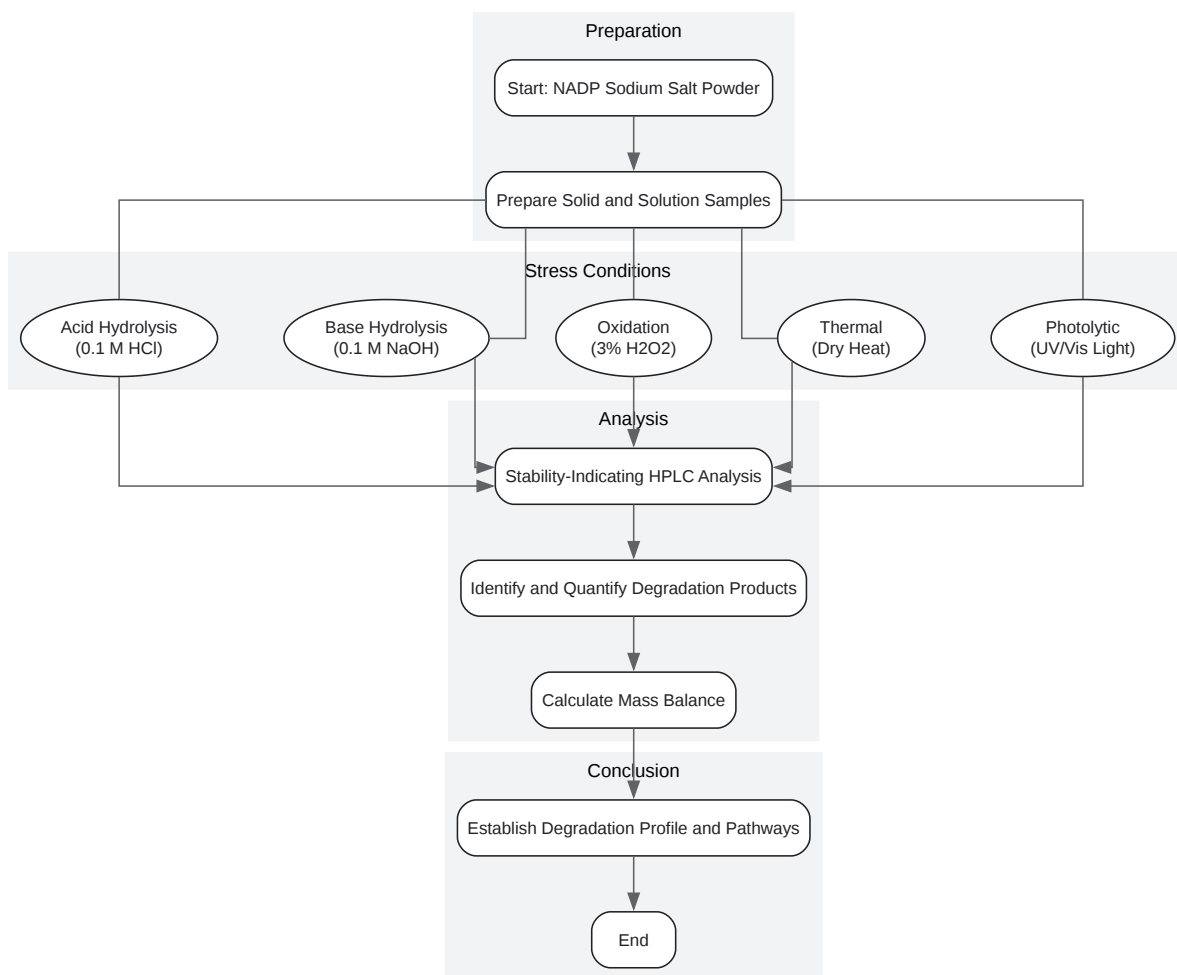 Preparation
Start: NADP Sodium Salt Powder
Prepare Solid and Solution Samples
Stress Conditions
Acid Hydrolysis
(0.1 M HCl)
Base Hydrolysis
(0.1 M NaOH)
Oxidation
(3% H2O2)
Thermal
(Dry Heat)
Photolytic
(UV/Vis Light)
Analysis
Stability-Indicating HPLC Analysis
Identify and Quantify Degradation Products
Calculate Mass Balance
Conclusion
Establish Degradation Profile and Pathways
End